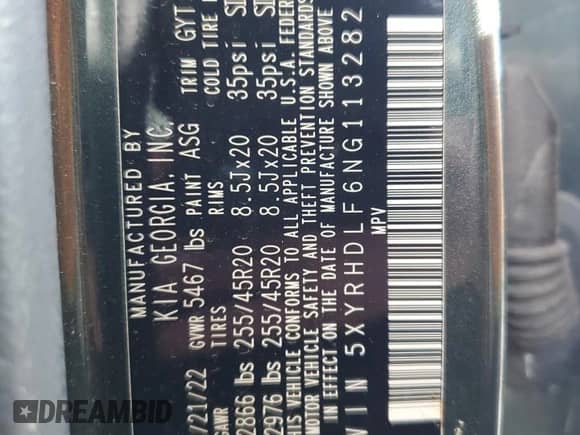 MANUFACTURED BY
KIA GEORGIA, INC.
/21/22 GVWR 5467 lbs PAINT ASG TRIM GYT
GAWR TIRES RIMS COLD TIRE
2866 lbs 255/45R20 8.5Jx20 35psi
2976 lbs 255/45R20 8.5Jx20 35psi
THIS VEHICLE CONFORMS TO ALL APPLICABLE U.S.A. FEDER
MOTOR VEHICLE SAFETY AND THEFT PREVENTION STANDARDS
IN EFFECT ON THE DATE OF MANUFACTURE SHOWN ABOVE
VIN 5XYRHDLF6NG113282
MPV
DEALERS EDGE